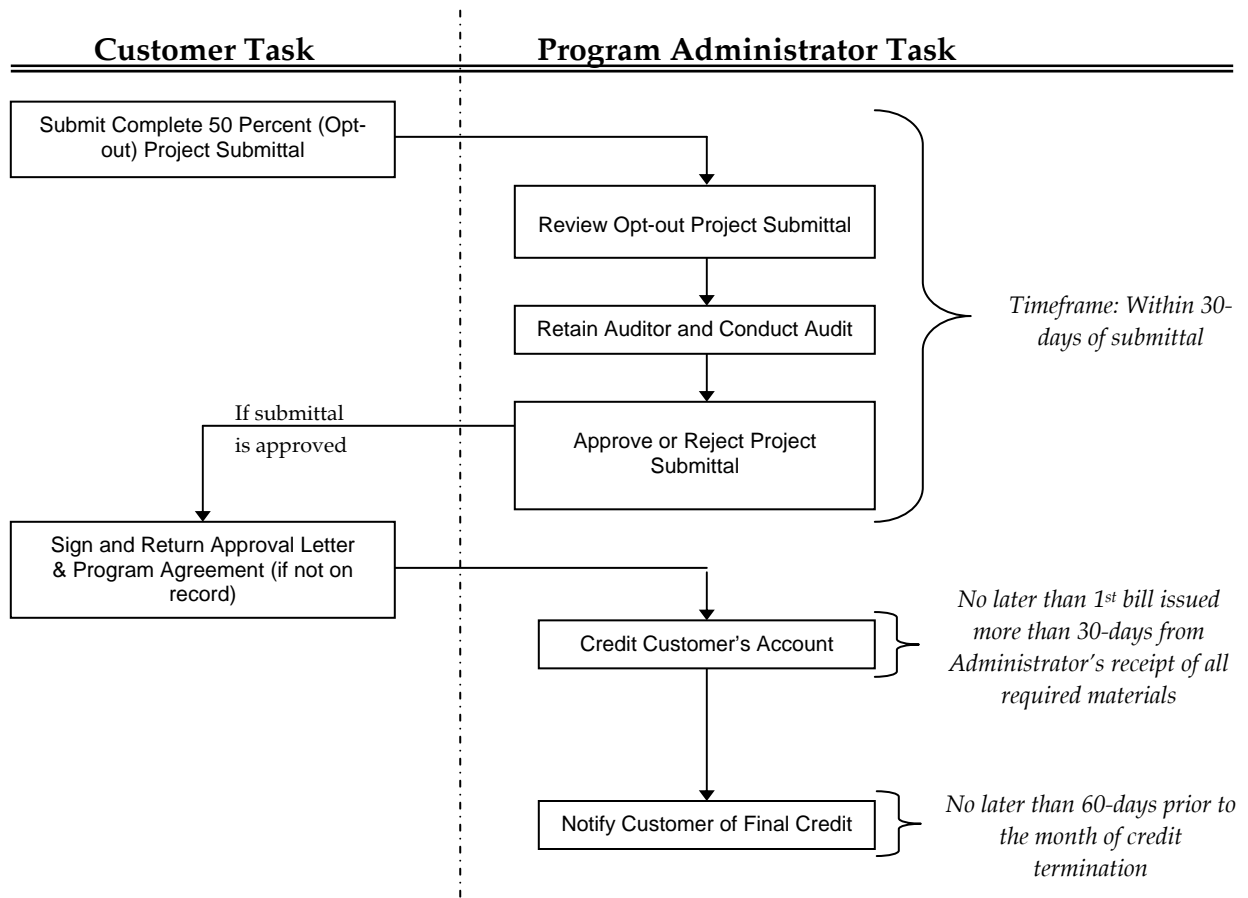 Customer Task
Program Administrator Task
Submit Complete 50 Percent (Opt-
out) Project Submittal
Review Opt-out Project Submittal
Retain Auditor and Conduct Audit
Timeframe: Within 30-
days of submittal
If submittal
is approved
Approve or Reject Project
Submittal
Sign and Return Approval Letter
& Program Agreement (if not on
record)
Credit Customer’s Account
No later than 1st bill issued
more than 30-days from
Administrator’s receipt of all
required materials
Notify Customer of Final Credit
No later than 60-days prior to
the month of credit
termination